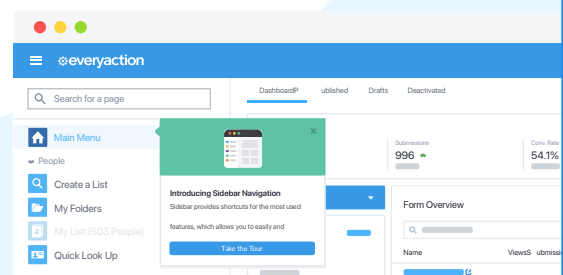 everyaction
Search for a page
DashboardP ublished Drafts Deactivated
Main Menu
People
Create a List
My Folders
My List (503 People)
Quick Look Up
Introducing Sidebar Navigation
Sidebar provides shortcuts for the most used
features, which allows you to easily and
Take the Tour
Submissions
996
Conv. Rate
54.1%
Form Overview
Name ViewsS ubmissio